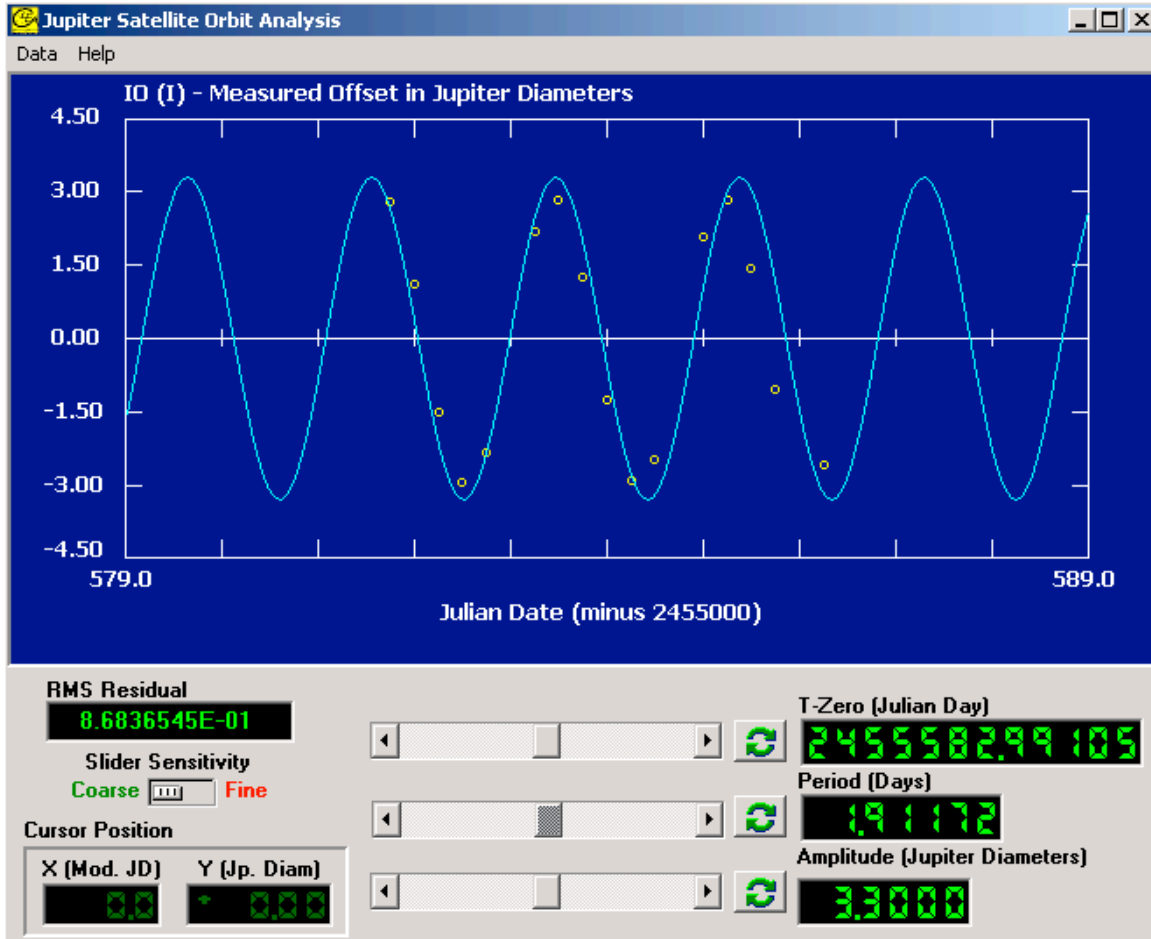 Jupiter Satellite Orbit Analysis
Data Help
IO (I) - Measured Offset in Jupiter Diameters
4.50
3.00
1.50
0.00
-1.50
-3.00
-4.50
579.0 589.0
Julian Date (minus 2455000)
RMS Residual
8.6836545E-01
Slider Sensitivity
Coarse Fine
Cursor Position
X (Mod. JD) Y (Jp. Diam)
0.0 + 0.00
T-Zero (Julian Day)
2455582.99105
Period (Days)
1.91172
Amplitude (Jupiter Diameters)
3.3000